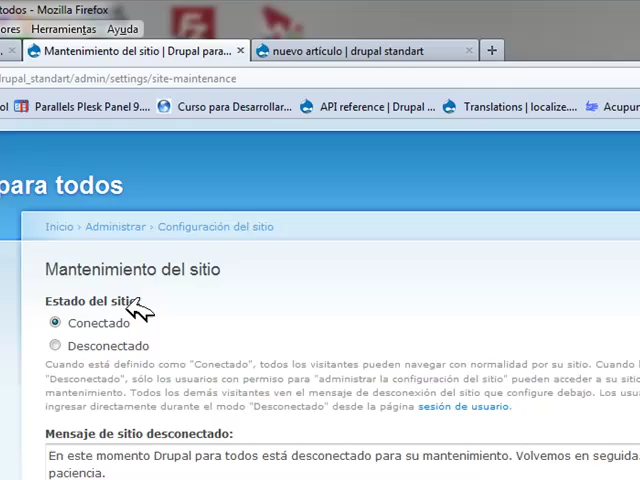 todos - Mozilla Firefox
ores Herramientas Ayuda
Mantenimiento del sitio | Drupal para... × nuevo artículo | drupal standart × +
drupal_standart/admin/settings/site-maintenance
ol Parallels Plesk Panel 9.... Curso para Desarrollar... API reference | Drupal ... Translations | localize.... Acupun
para todos
Inicio › Administrar › Configuración del sitio
Mantenimiento del sitio
Estado del sitio:
Conectado
Desconectado
Cuando está definido como "Conectado", todos los visitantes pueden navegar con normalidad por su sitio. Cuando
"Desconectado", sólo los usuarios con permiso para "administrar la configuración del sitio" pueden acceder a su sitio
mantenimiento. Todos los demás visitantes ven el mensaje de desconexión del sitio que configure debajo. Los usu
ingresar directamente durante el modo "Desconectado" desde la página sesión de usuario.
Mensaje de sitio desconectado:
En este momento Drupal para todos está desconectado para su mantenimiento. Volvemos en seguida.
paciencia.